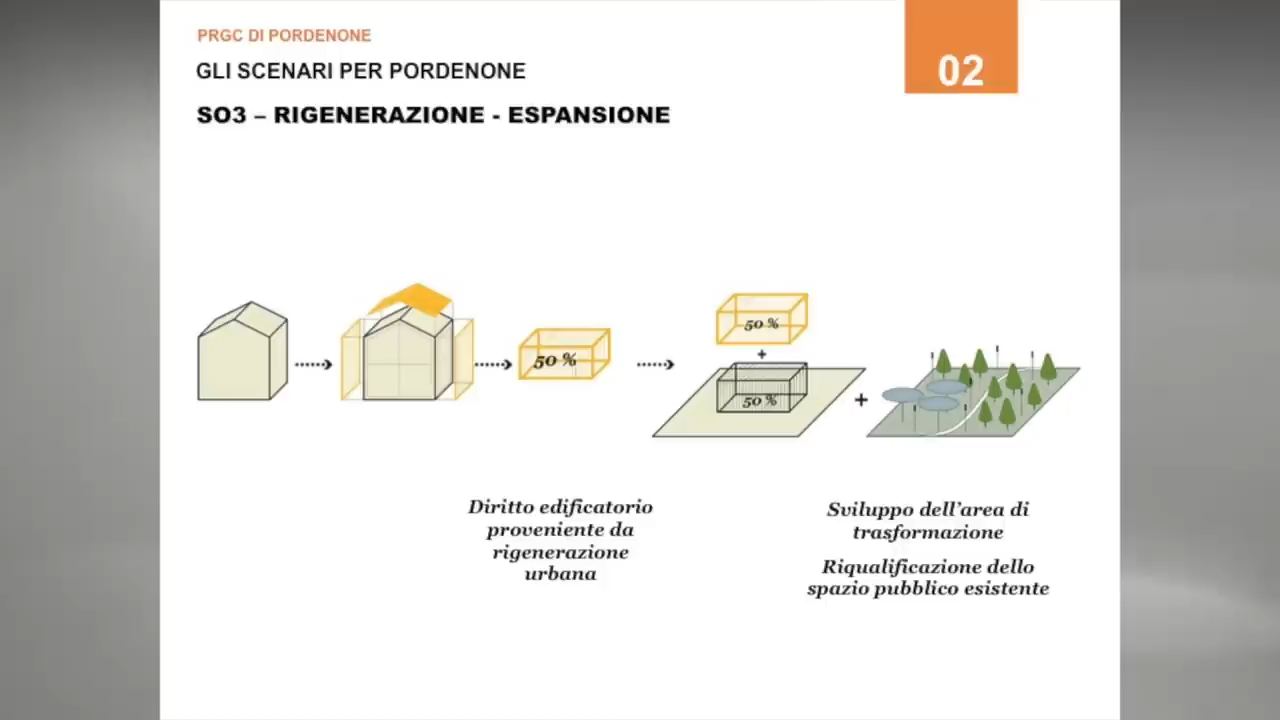 PRGC DI PORDENONE
GLI SCENARI PER PORDENONE
02
SO3 – RIGENERAZIONE - ESPANSIONE
50 %
50 %
+
50 %
+
Diritto edificatorio
proveniente da
rigenerazione
urbana
Sviluppo dell'area di
trasformazione
Riqualificazione dello
spazio pubblico esistente